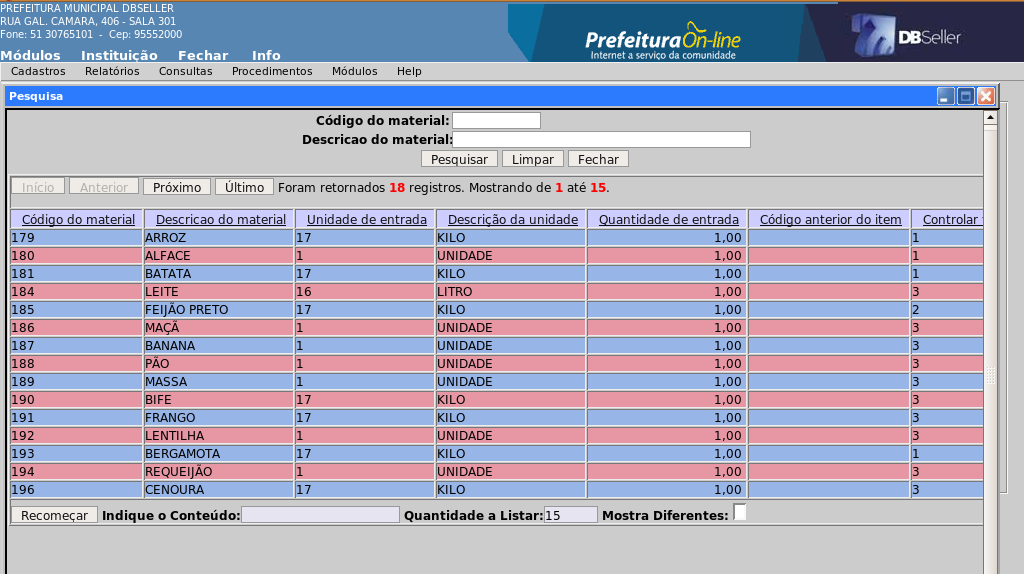 PREFEITURA MUNICIPAL DBSELLER
RUA GAL. CAMARA, 406 - SALA 301
Fone: 51 30765101 - Cep: 95552000
Prefeitura On-line
Internet a serviço da comunidade
DBSeller
Módulos Instituição Fechar Info
Cadastros Relatórios Consultas Procedimentos Módulos Help
Pesquisa
Código do material:
Descricao do material:
Pesquisar Limpar Fechar
Início Anterior Próximo Último Foram retornados 18 registros. Mostrando de 1 até 15.
Código do material Descricao do material Unidade de entrada Descrição da unidade Quantidade de entrada Código anterior do item Controlar
179 ARROZ 17 KILO 1,00 1
180 ALFACE 1 UNIDADE 1,00 1
181 BATATA 17 KILO 1,00 1
184 LEITE 16 LITRO 1,00 3
185 FEIJÃO PRETO 17 KILO 1,00 2
186 MAÇÃ 1 UNIDADE 1,00 3
187 BANANA 1 UNIDADE 1,00 3
188 PÃO 1 UNIDADE 1,00 3
189 MASSA 1 UNIDADE 1,00 3
190 BIFE 17 KILO 1,00 3
191 FRANGO 17 KILO 1,00 3
192 LENTILHA 1 UNIDADE 1,00 3
193 BERGAMOTA 17 KILO 1,00 1
194 REQUEIJÃO 1 UNIDADE 1,00 3
196 CENOURA 17 KILO 1,00 3
Recomeçar Indique o Conteúdo: Quantidade a Listar: 15 Mostra Diferentes: